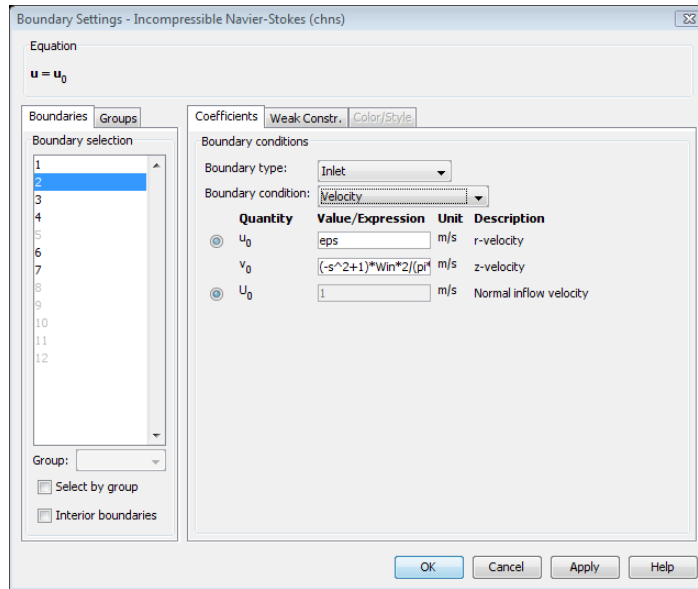 Boundary Settings - Incompressible Navier-Stokes (chns)
Equation
u = u0
Boundaries Groups
Boundary selection
1
2
3
4
5
6
7
8
9
10
11
12
Group:
Select by group
Interior boundaries
Coefficients Weak Constr. Color/Style
Boundary conditions
Boundary type: Inlet
Boundary condition: Velocity
Quantity Value/Expression Unit Description
u0 eps m/s r-velocity
v0 (-s^2+1)*Win*2/(pi* m/s z-velocity
U0 1 m/s Normal inflow velocity
OK Cancel Apply Help